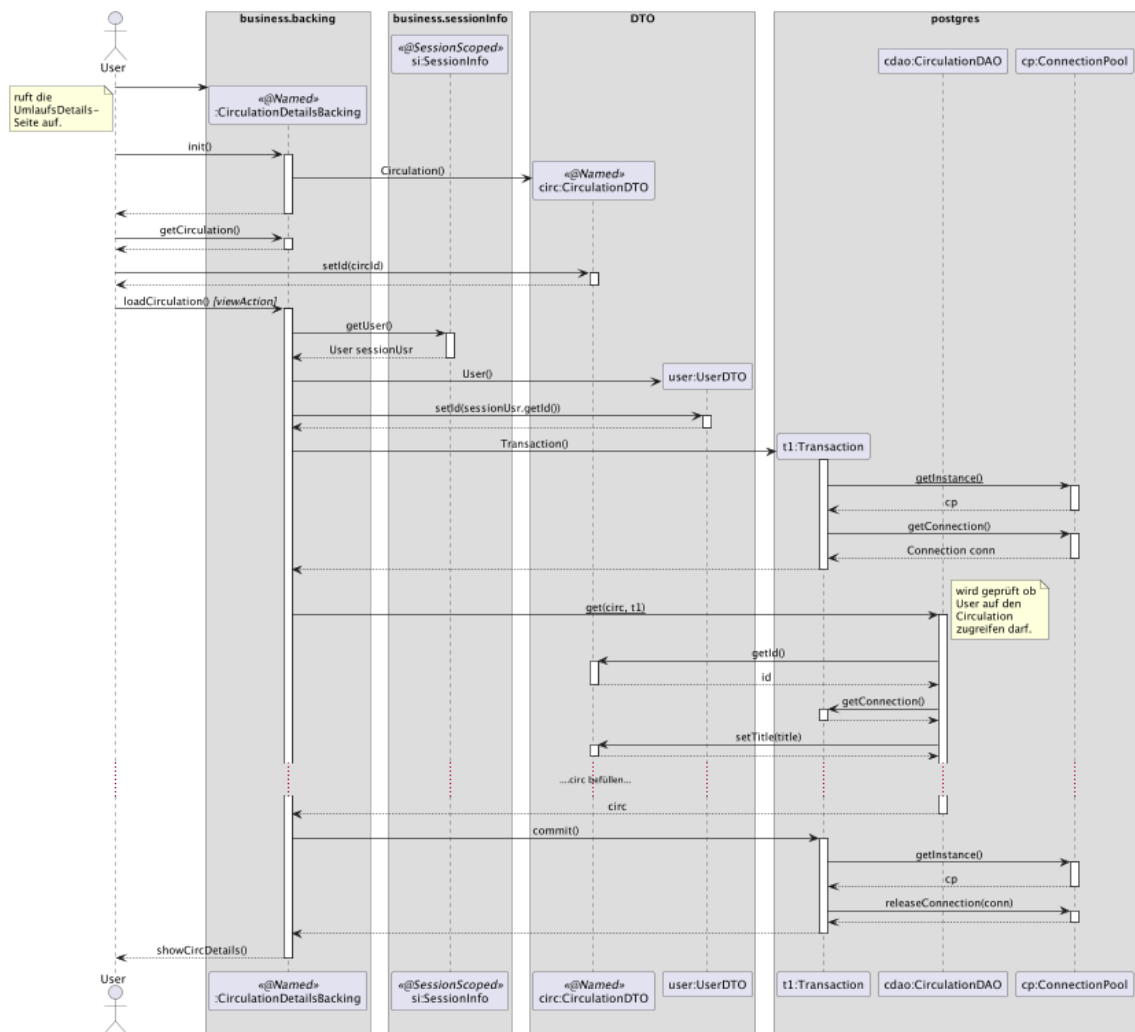 business.backing
business.sessionInfo
DTO
postgres
«@SessionScoped»
si:SessionInfo
cdao:CirculationDAO
cp:ConnectionPool
User
ruft die
UmlaufsDetails-
Seite auf.
«@Named»
:CirculationDetailsBacking
init()
Circulation()
«@Named»
circ:CirculationDTO
getCirculation()
setId(circId)
loadCirculation() [viewAction]
getUser()
User sessionUsr
User()
user:UserDTO
setId(sessionUsr.getId())
Transaction()
t1:Transaction
getInstance()
cp
getConnection()
Connection conn
wird geprüft ob
User auf den
Circulation
zugreifen darf.
get(circ, t1)
getId()
id
getConnection()
setTitle(title)
....circ befüllen...
circ
commit()
getInstance()
cp
releaseConnection(conn)
showCircDetails()
User
«@Named»
:CirculationDetailsBacking
«@SessionScoped»
si:SessionInfo
«@Named»
circ:CirculationDTO
user:UserDTO
t1:Transaction
cdao:CirculationDAO
cp:ConnectionPool